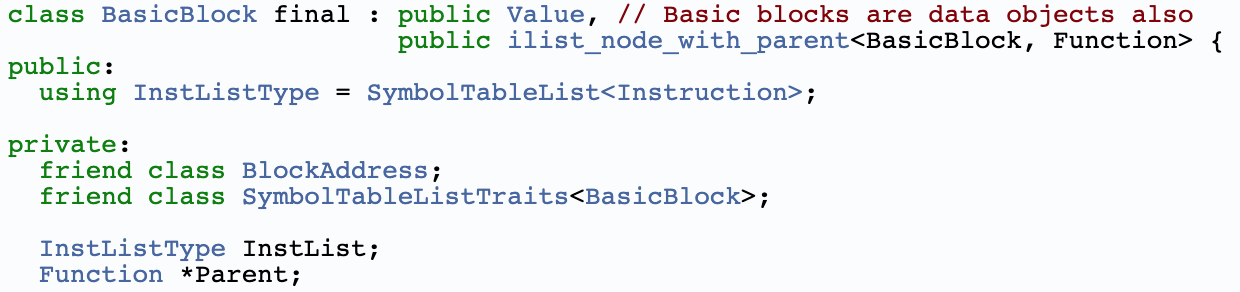 class BasicBlock final : public Value, // Basic blocks are data objects also
                         public ilist_node_with_parent<BasicBlock, Function> {
public:
  using InstListType = SymbolTableList<Instruction>;

private:
  friend class BlockAddress;
  friend class SymbolTableListTraits<BasicBlock>;

  InstListType InstList;
  Function *Parent;